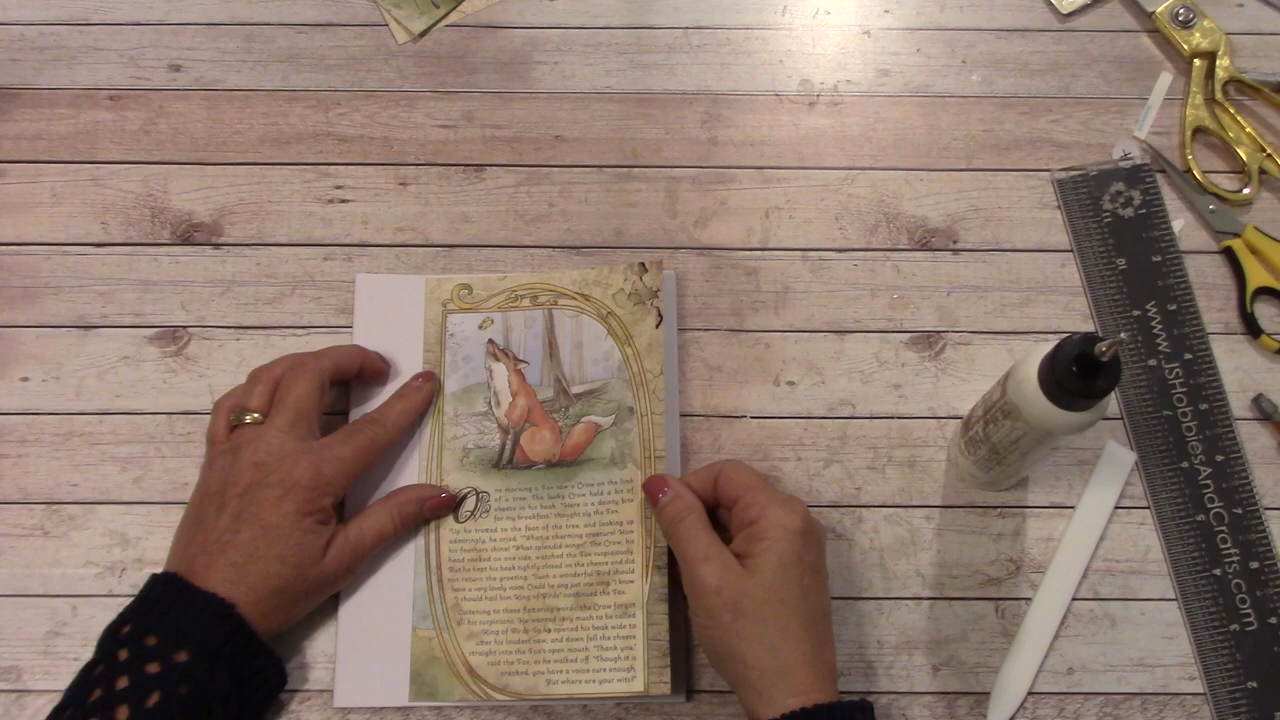 One morning a Fox saw a Crow on the limb
of a tree. The lucky Crow held a bit of
cheese in his beak. "Here is a dainty bite
for my breakfast," thought sly the Fox.
"Up he trotted to the foot of the tree, and looking up
admiringly, he cried, "What a charming creature! How
his feathers shine! What splendid wings!" The Crow, his
head cocked on one side, watched the Fox suspiciously.
But he kept his beak tightly closed on the cheese and did
not return the greeting. "Such a wonderful Bird should
have a very lovely voice. Could he sing just one song, "I know
I should hail him King of Birds" continued the Fox.
Listening to these flattering words, the Crow forgot
all his suspicions. He wanted very much to be called
King of Birds. So he opened his beak wide to
utter his loudest caw, and down fell the cheese
straight into the Fox's open mouth. "Thank you,"
said the Fox, as he walked off. "Though it is
cracked, you have a voice sure enough.
But where are your wits?"
www.JSHobbiesAndCrafts.com